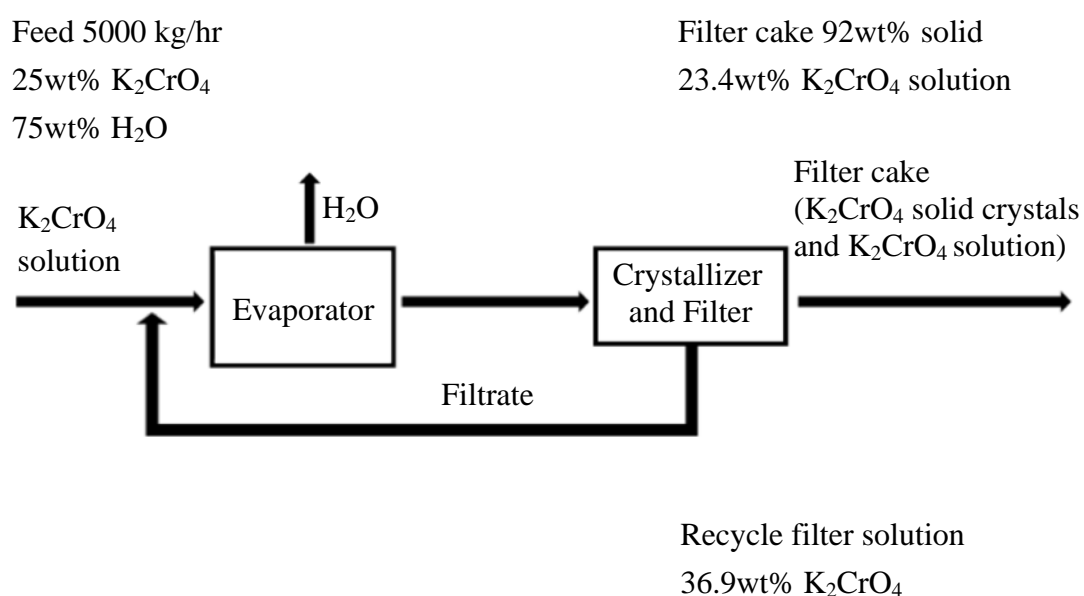 Feed 5000 kg/hr
25wt% K₂CrO₄
75wt% H₂O
Filter cake 92wt% solid
23.4wt% K₂CrO₄ solution
K₂CrO₄
solution
H₂O
Evaporator
Crystallizer
and Filter
Filter cake
(K₂CrO₄ solid crystals
and K₂CrO₄ solution)
Filtrate
Recycle filter solution
36.9wt% K₂CrO₄